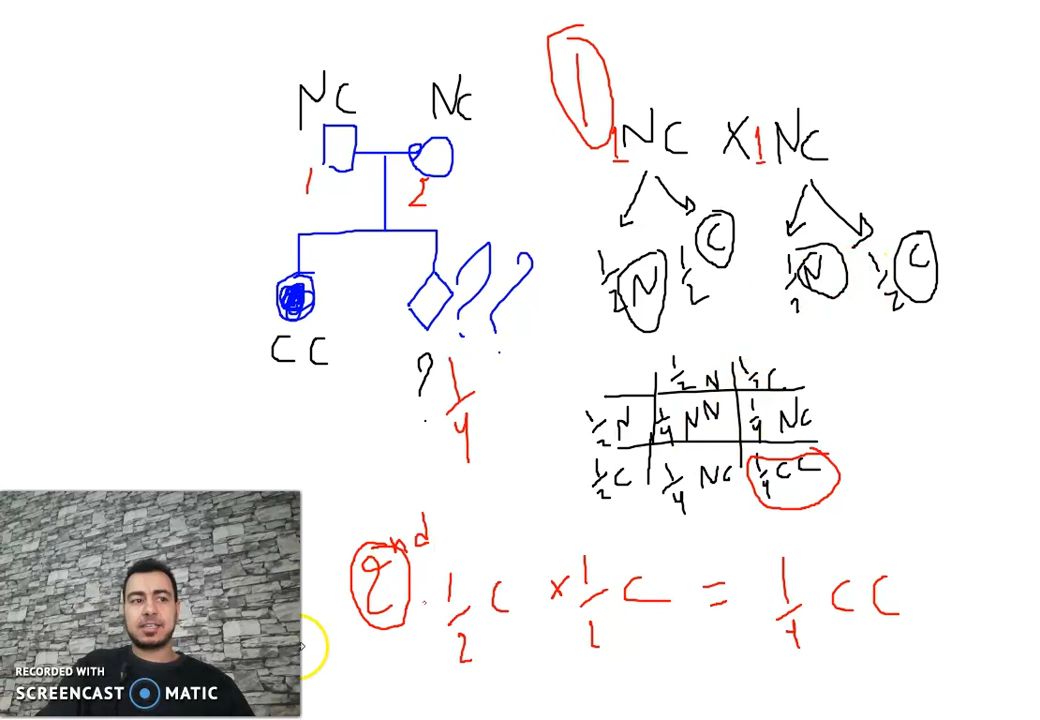 NC NC
1 2
CC
? ? ?
1/4
1
1 NC X 1 NC
1/2 N 1/2 C 1/2 N 1/2 C
1/2 N 1/2 C
1/2 N 1/4 NN 1/4 NC
1/2 C 1/4 NC 1/4 CC
2nd
1/2 C x 1/2 C = 1/4 CC
RECORDED WITH
SCREENCAST MATIC